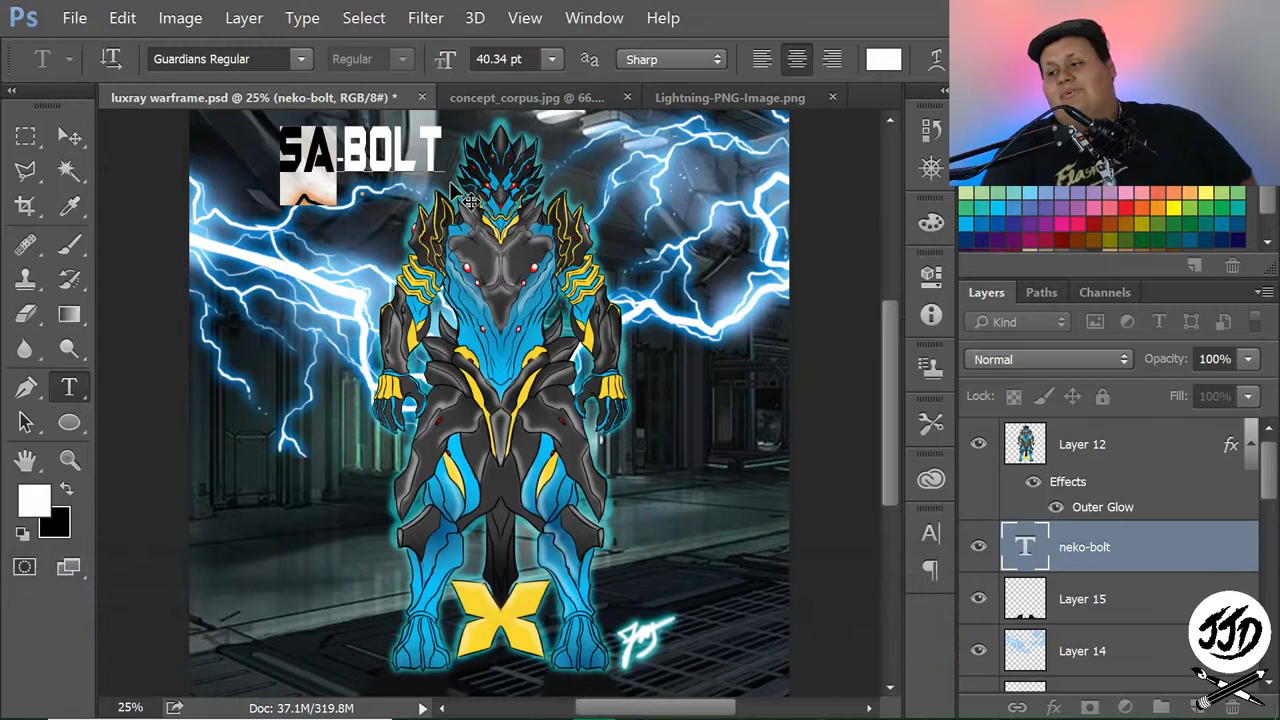 Ps File Edit Image Layer Type Select Filter 3D View Window Help
T Guardians Regular Regular 40.34 pt aa Sharp
luxray warframe.psd @ 25% (neko-bolt, RGB/8#) * concept_corpus.jpg @ 66.... Lightning-PNG-Image.png
SA-BOLT
Layers Paths Channels
Kind
Normal Opacity: 100%
Lock: Fill: 100%
Layer 12 fx
Effects
Outer Glow
neko-bolt
Layer 15
Layer 14
JJD
25% Doc: 37.1M/319.8M